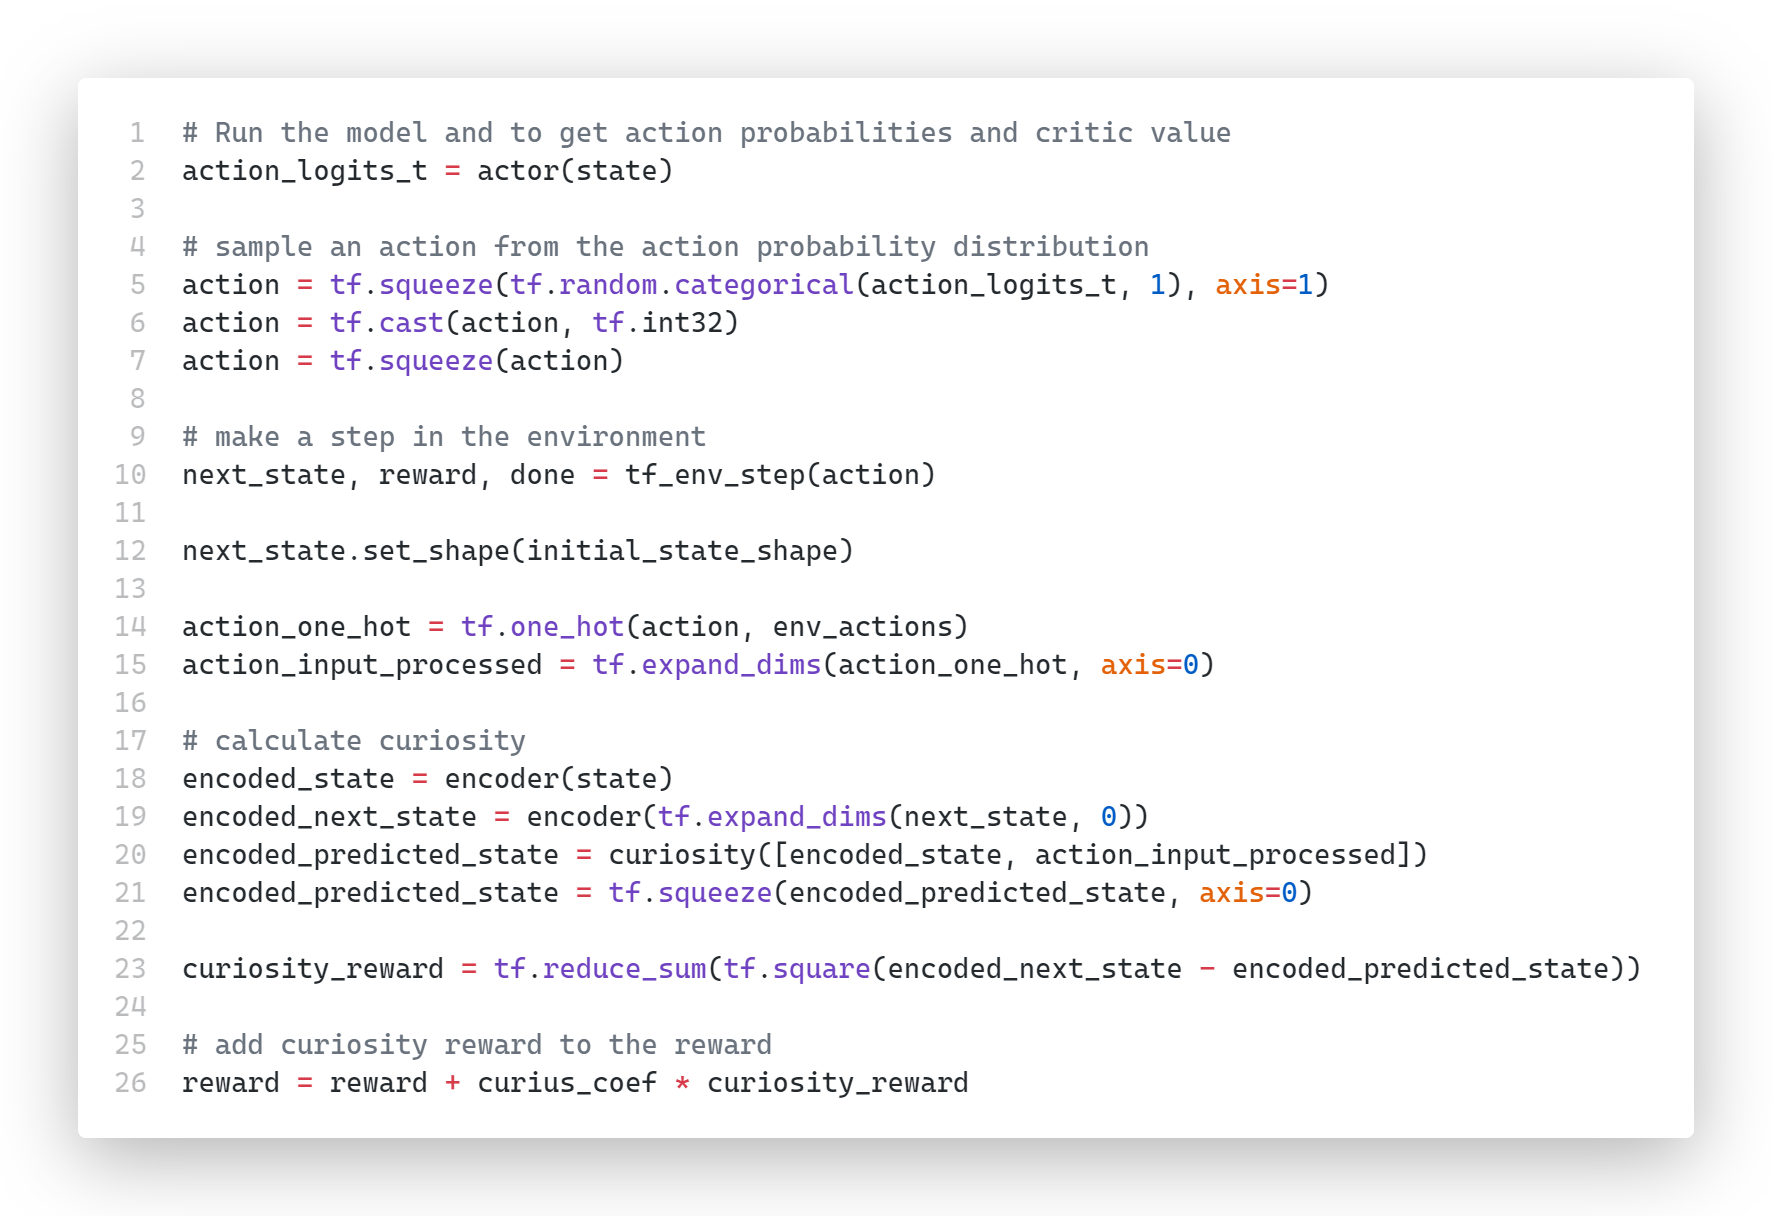 1 # Run the model and to get action probabilities and critic value
2 action_logits_t = actor(state)
3
4 # sample an action from the action probability distribution
5 action = tf.squeeze(tf.random.categorical(action_logits_t, 1), axis=1)
6 action = tf.cast(action, tf.int32)
7 action = tf.squeeze(action)
8
9 # make a step in the environment
10 next_state, reward, done = tf_env_step(action)
11
12 next_state.set_shape(initial_state_shape)
13
14 action_one_hot = tf.one_hot(action, env_actions)
15 action_input_processed = tf.expand_dims(action_one_hot, axis=0)
16
17 # calculate curiosity
18 encoded_state = encoder(state)
19 encoded_next_state = encoder(tf.expand_dims(next_state, 0))
20 encoded_predicted_state = curiosity([encoded_state, action_input_processed])
21 encoded_predicted_state = tf.squeeze(encoded_predicted_state, axis=0)
22
23 curiosity_reward = tf.reduce_sum(tf.square(encoded_next_state - encoded_predicted_state))
24
25 # add curiosity reward to the reward
26 reward = reward + curius_coef * curiosity_reward